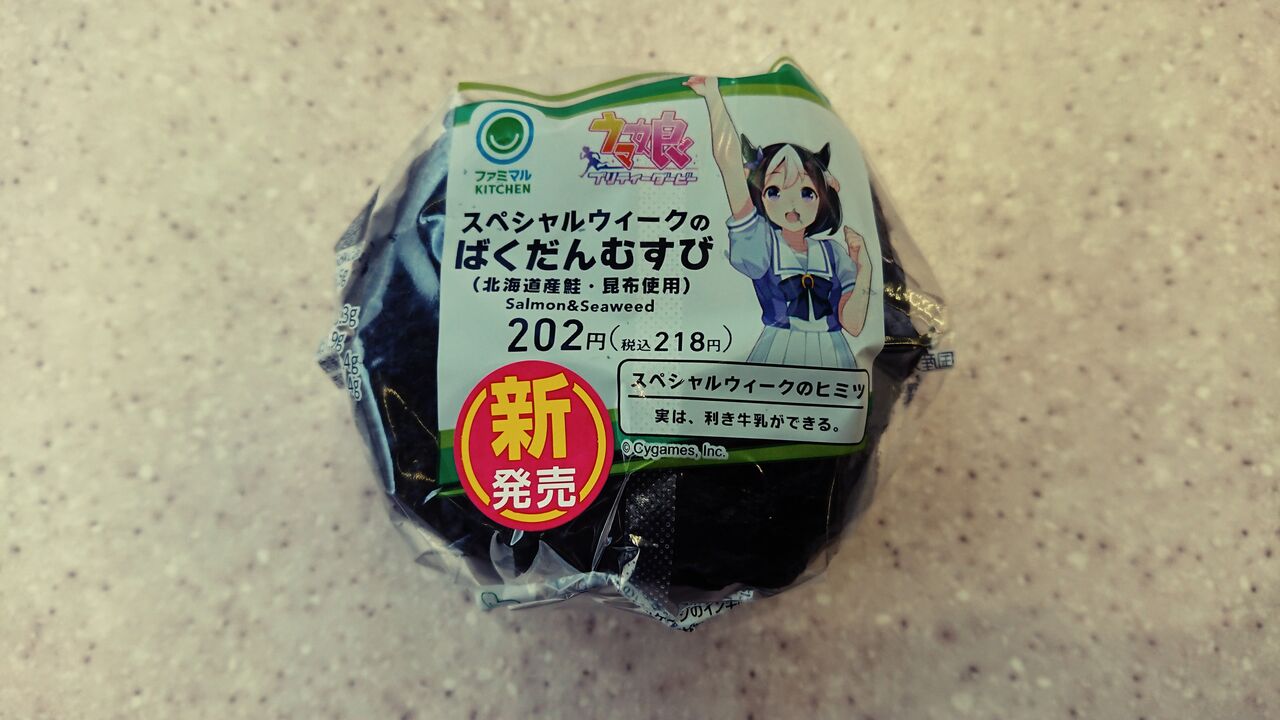 ファミマル
KITCHEN
ウマ娘
プリティーダービー
スペシャルウィークの
ばくだんむすび
(北海道産鮭・昆布使用)
Salmon&Seaweed
202円(税込218円)
新
発売
スペシャルウィークのヒミツ
実は、利き牛乳ができる。
©Cygames, Inc.